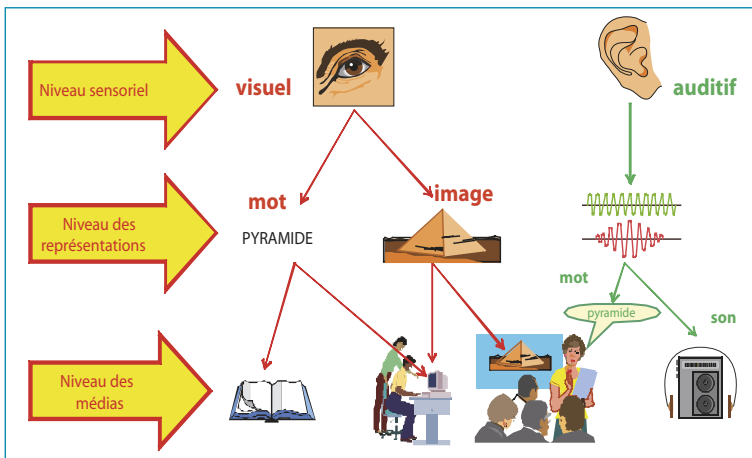 Niveau sensoriel
visuel
auditif
Niveau des
représentations
mot
image
PYRAMIDE
mot
pyramide
son
Niveau des
médias